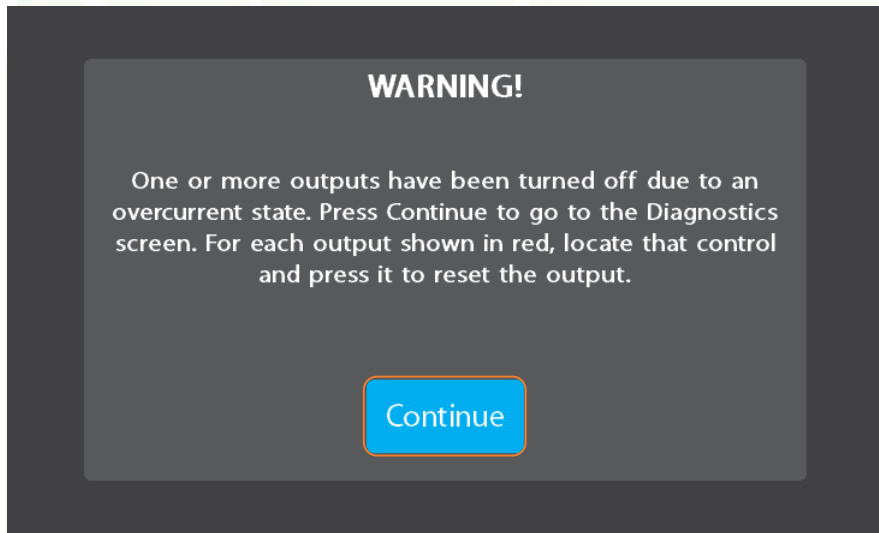 WARNING!
One or more outputs have been turned off due to an
overcurrent state. Press Continue to go to the Diagnostics
screen. For each output shown in red, locate that control
and press it to reset the output.
Continue